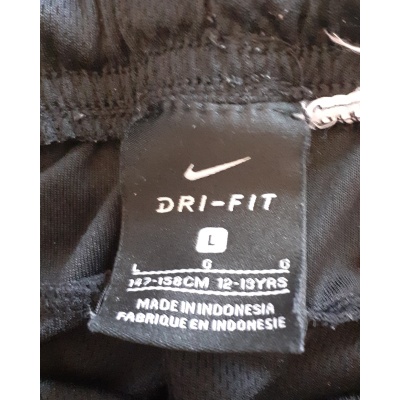 DRI-FIT
L
L G G
147-158CM 12-13YRS
MADE IN INDONESIA
FABRIQUE EN INDONESIE